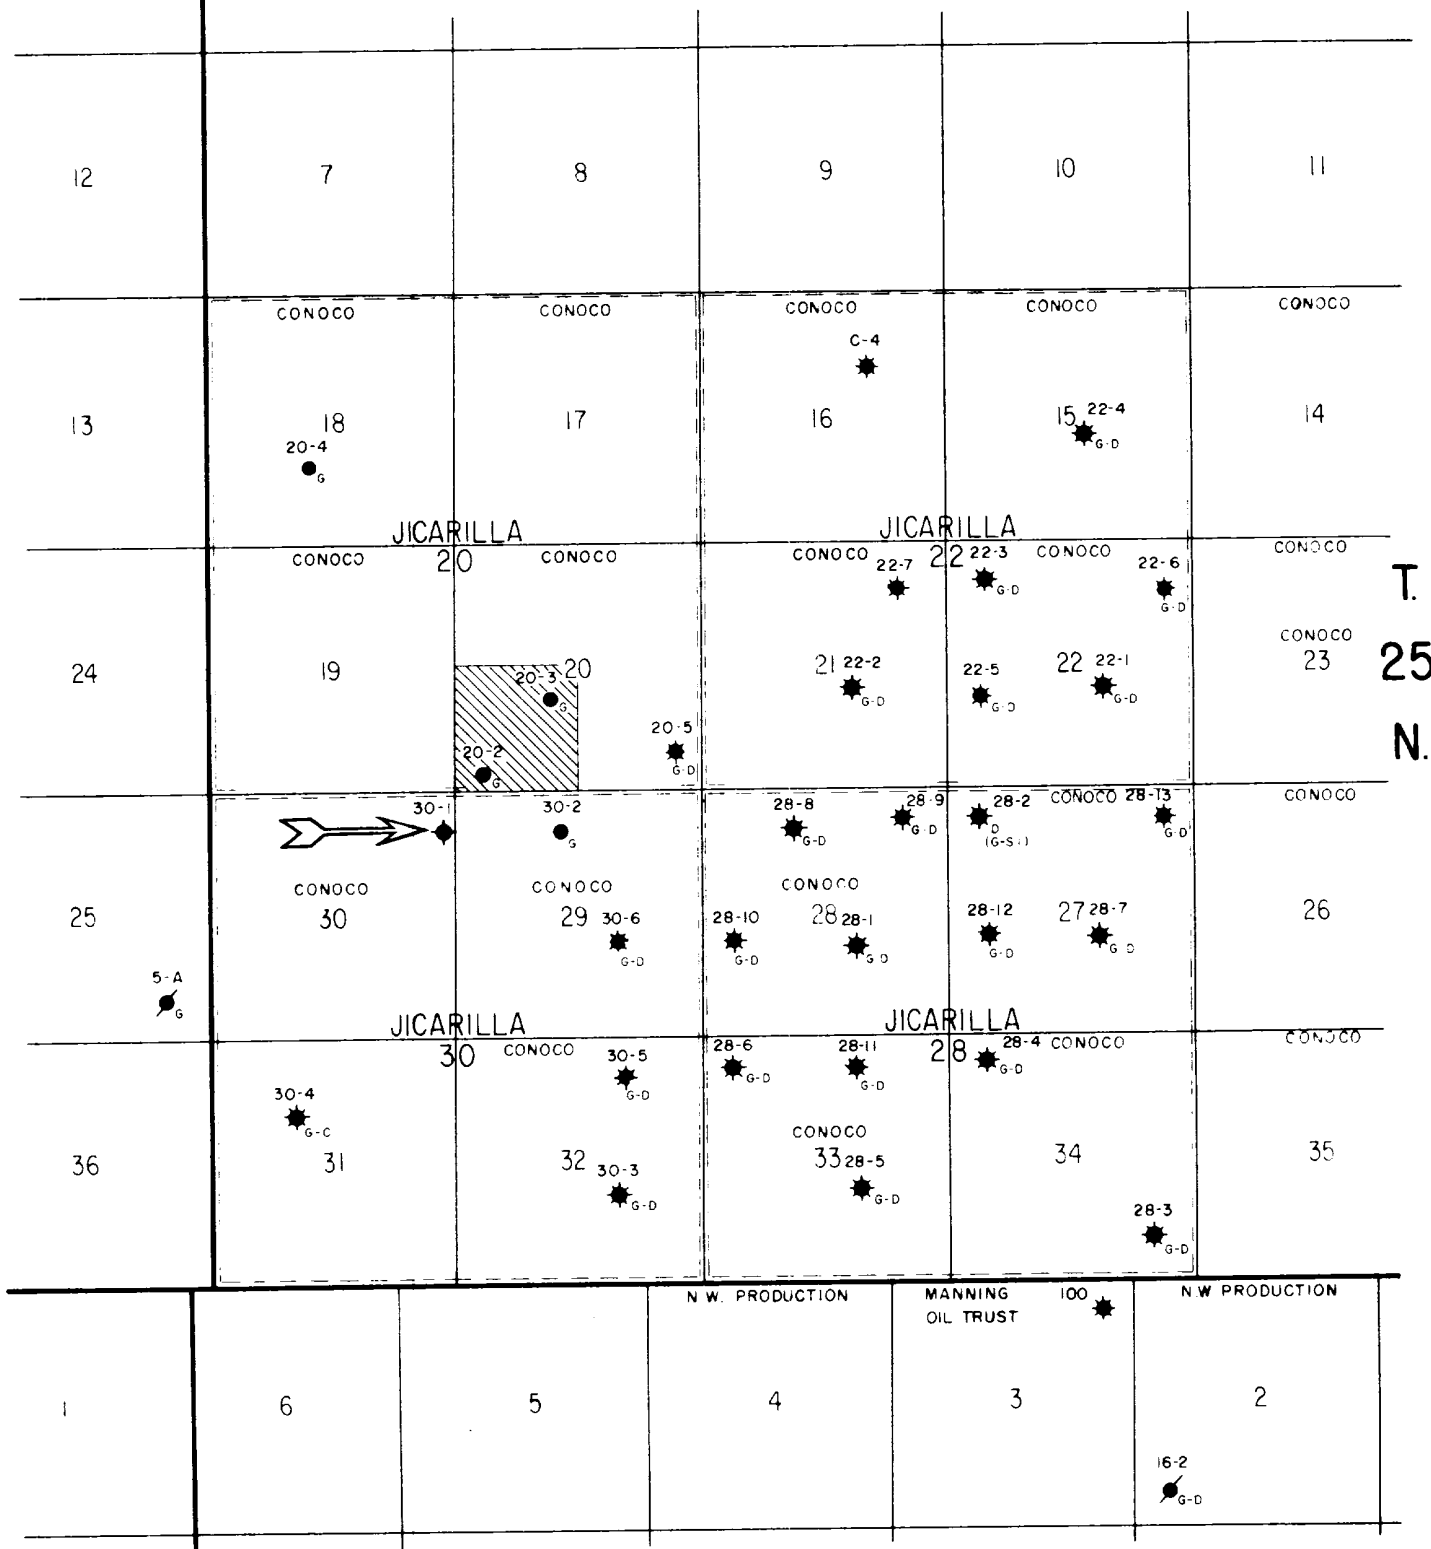 12 7 8 9 10 11
CONOCO CONOCO CONOCO CONOCO CONOCO
C-4
13 18 17 16 15 22-4 14
G-D
20-4
G
JICARILLA JICARILLA
20 22
CONOCO CONOCO CONOCO CONOCO CONOCO
22-7 22-3 22-6
G-D G-D
T.
25
N.
CONOCO
24 19 20 21 22-2 22-5 22 22-1 23
G-D G-D G-D
20-3
G
20-5
G-D
20-2
G
30-1 30-2 28-8 28-9 28-2 CONOCO 28-13 CONOCO
G G-D G-D D G-D
(G-SI)
CONOCO CONOCO CONOCO
25 30 29 28 27 26
30-6 28-10 28-1 28-12 28-7
G-D G-D G-D G-D G-D
5-A
G
JICARILLA JICARILLA
30 28
CONOCO 28-4 CONOCO CONOCO
G-D
30-5 28-6 28-11
G-D G-D G-D
30-4
G-C
CONOCO
36 31 32 33 34 35
30-3 28-5
G-D G-D
28-3
G-D
N.W. PRODUCTION MANNING 100 N.W PRODUCTION
OIL TRUST
1 6 5 4 3 2
16-2
G-D